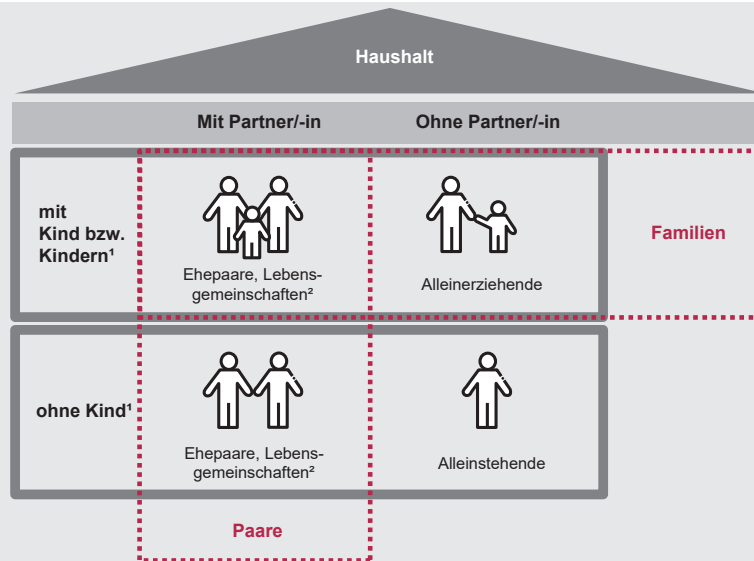 Haushalt
Mit Partner/-in
Ohne Partner/-in
mit
Kind bzw.
Kindern¹
Ehepaare, Lebens-
gemeinschaften²
Alleinerziehende
Familien
ohne Kind¹
Ehepaare, Lebens-
gemeinschaften²
Alleinstehende
Paare